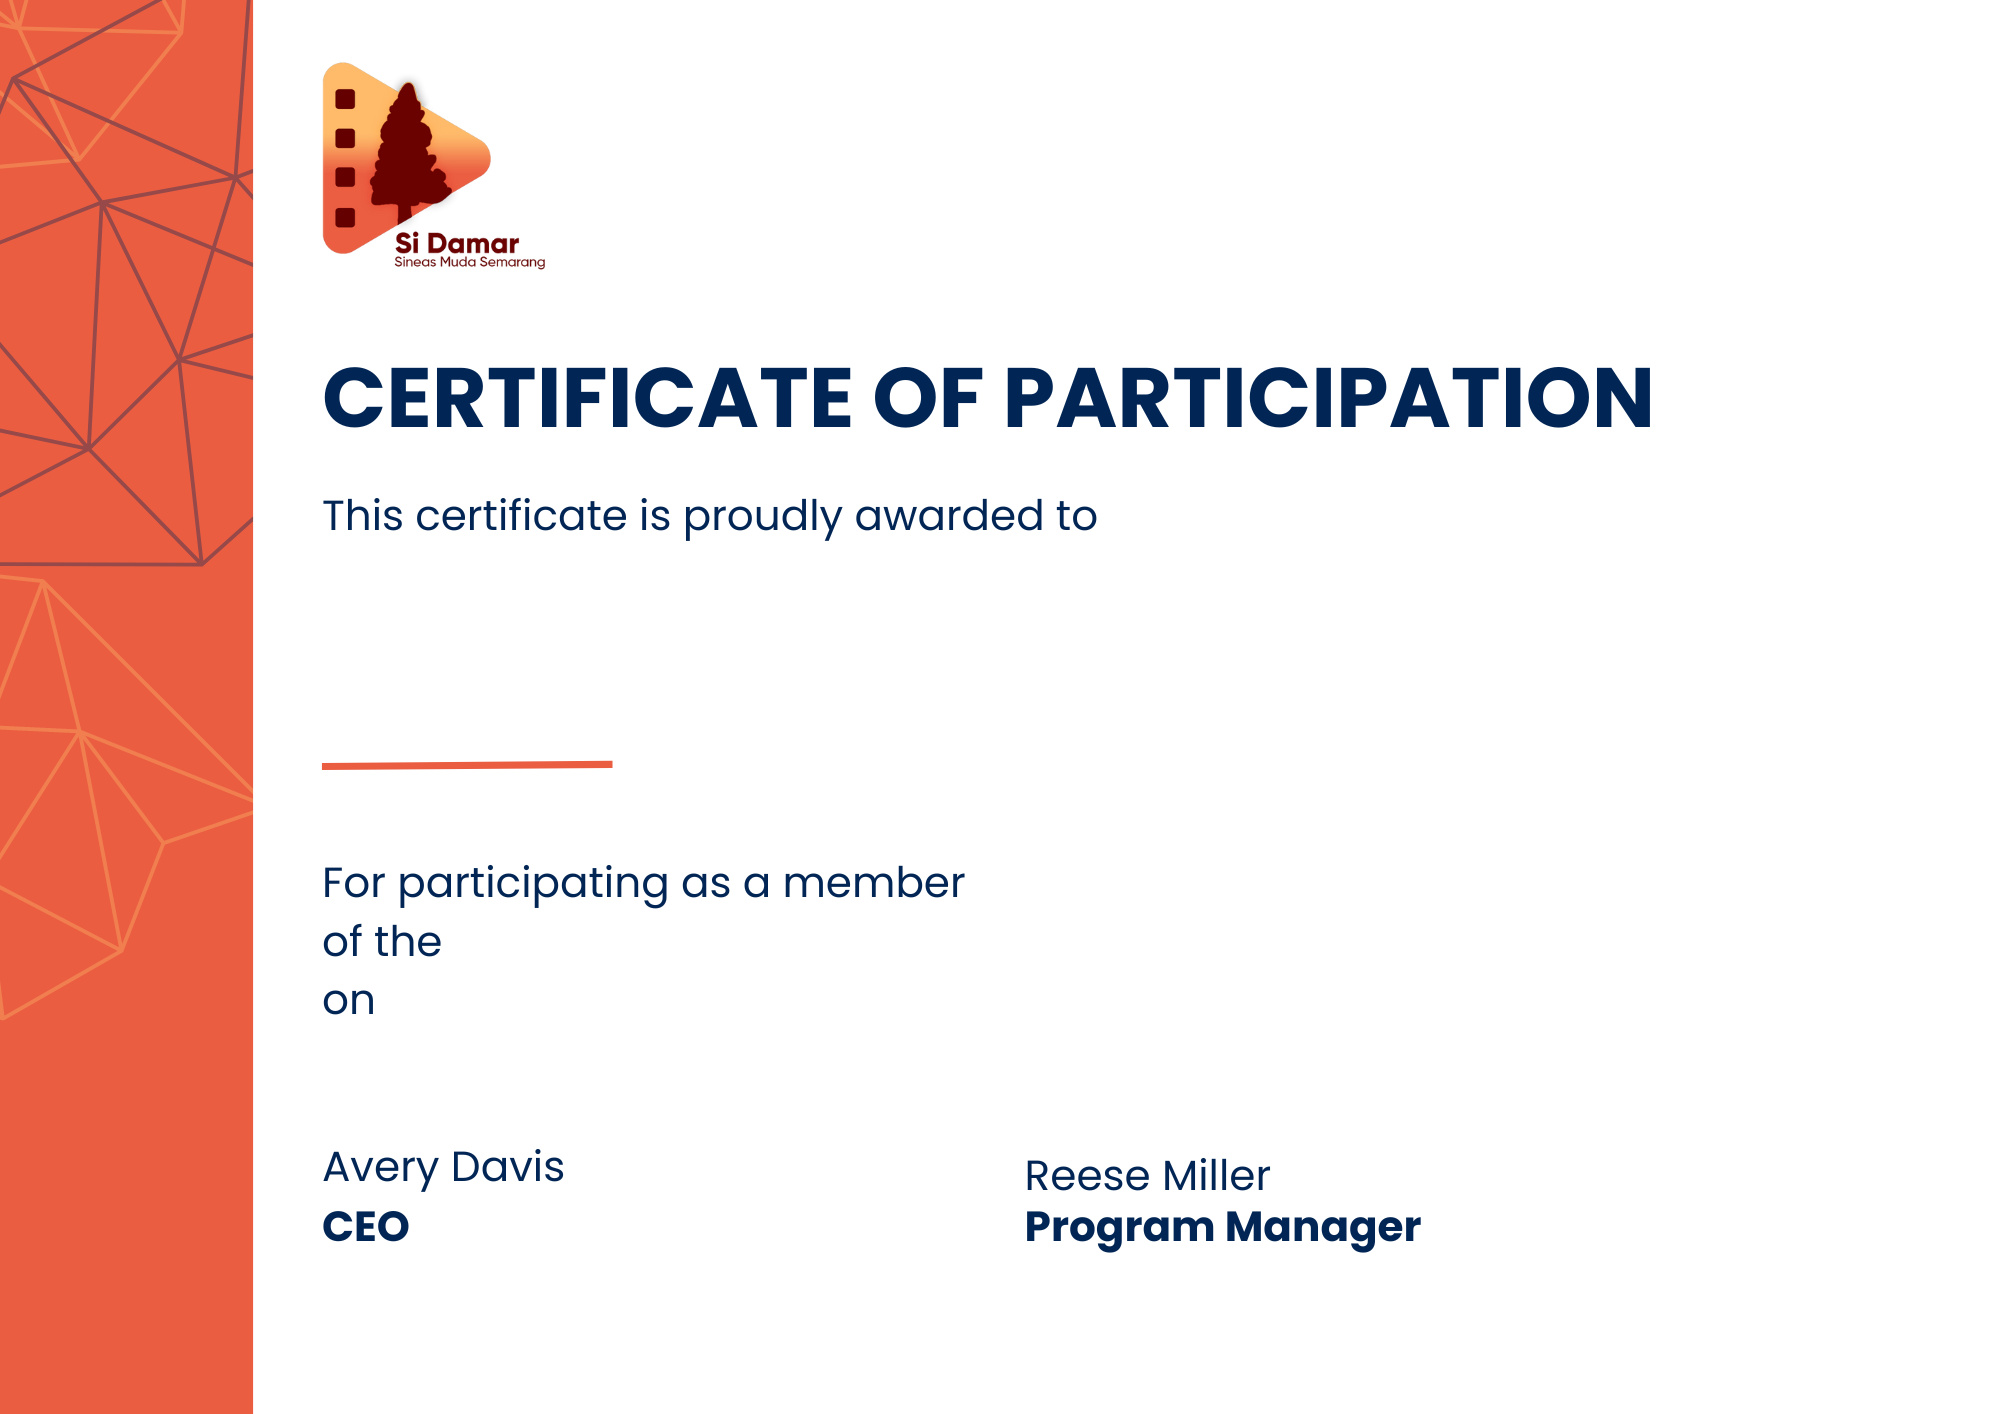 Si Damar
Sineas Muda Semarang
CERTIFICATE OF PARTICIPATION
This certificate is proudly awarded to
For participating as a member
of the
on
Avery Davis
CEO
Reese Miller
Program Manager